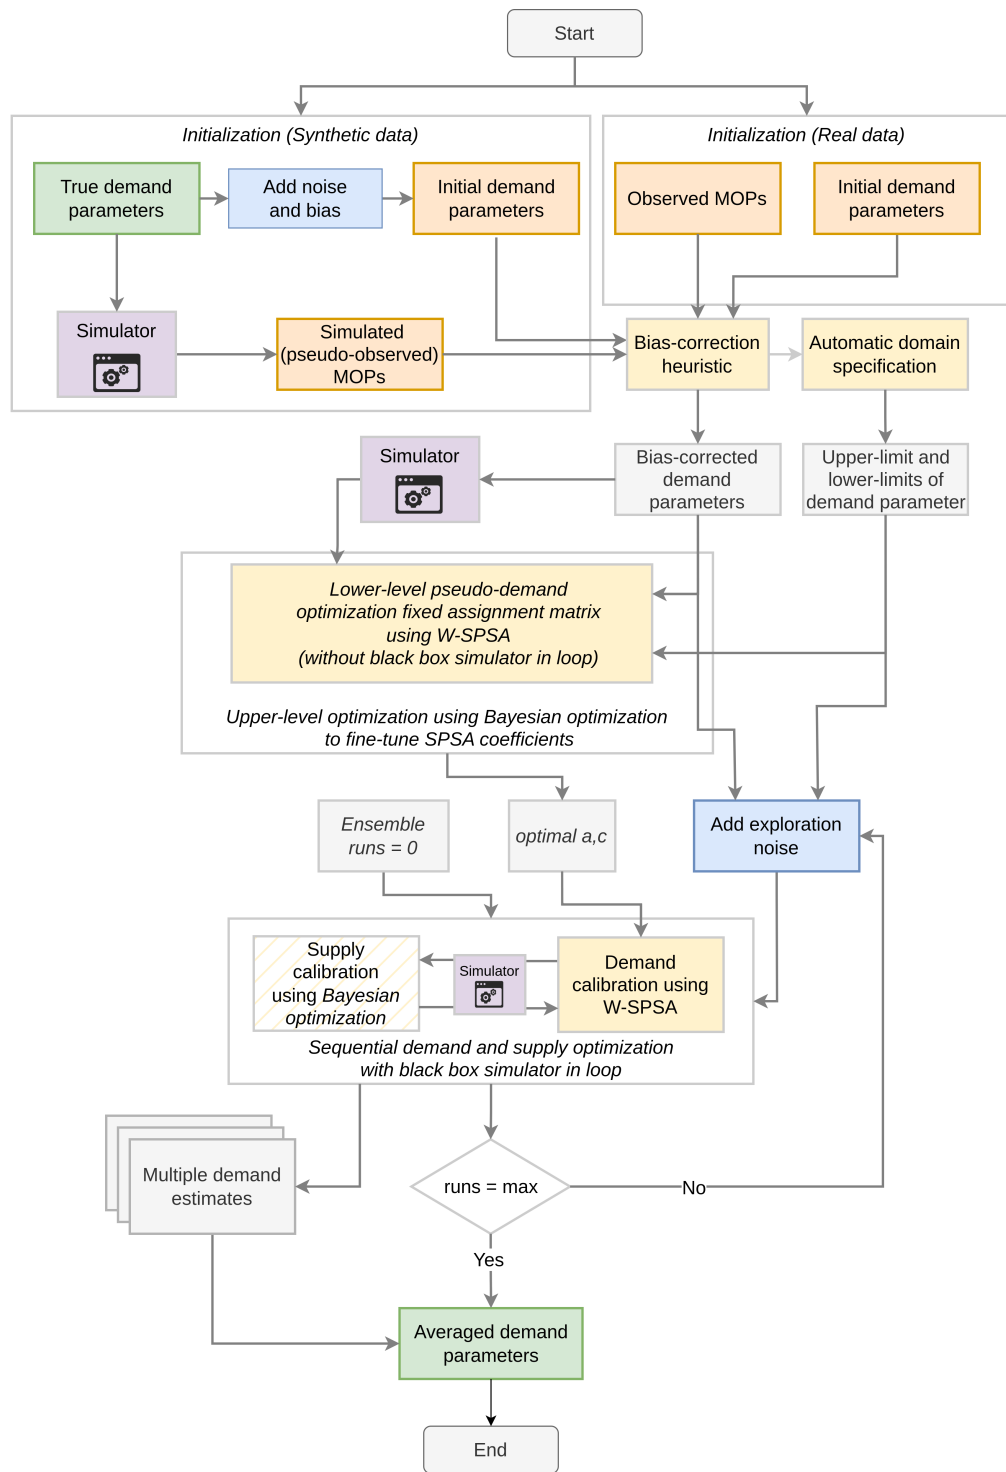 Start
Initialization (Synthetic data)
Initialization (Real data)
True demand
parameters
Add noise
and bias
Initial demand
parameters
Observed MOPs
Initial demand
parameters
Simulator
Simulated
(pseudo-observed)
MOPs
Bias-correction
heuristic
Automatic domain
specification
Simulator
Bias-corrected
demand
parameters
Upper-limit and
lower-limits of
demand parameter
Lower-level pseudo-demand
optimization fixed assignment matrix
using W-SPSA
(without black box simulator in loop)
Upper-level optimization using Bayesian optimization
to fine-tune SPSA coefficients
Ensemble
runs = 0
optimal a,c
Add exploration
noise
Supply
calibration
using Bayesian
optimization
Simulator
Demand
calibration using
W-SPSA
Sequential demand and supply optimization
with black box simulator in loop
Multiple demand
estimates
runs = max
No
Yes
Averaged demand
parameters
End